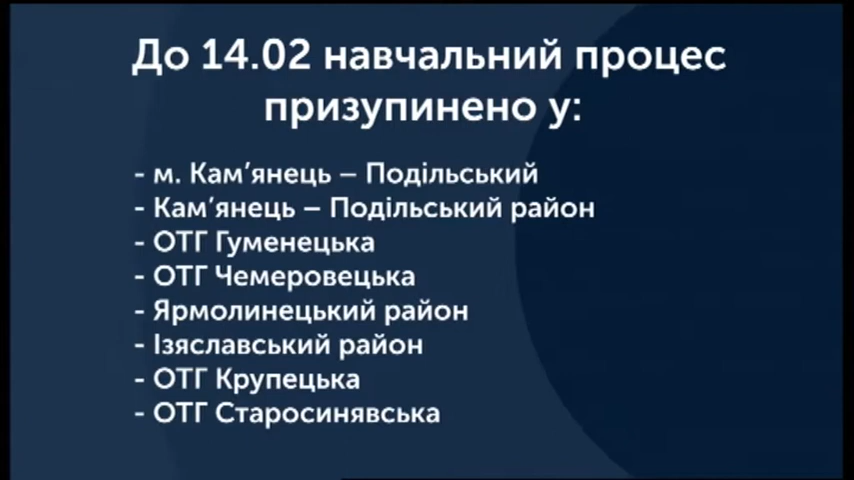 До 14.02 навчальний процес
призупинено у:
- м. Кам’янець – Подільський
- Кам’янець – Подільський район
- ОТГ Гуменецька
- ОТГ Чемеровецька
- Ярмолинецький район
- Ізяславський район
- ОТГ Крупецька
- ОТГ Старосинявська